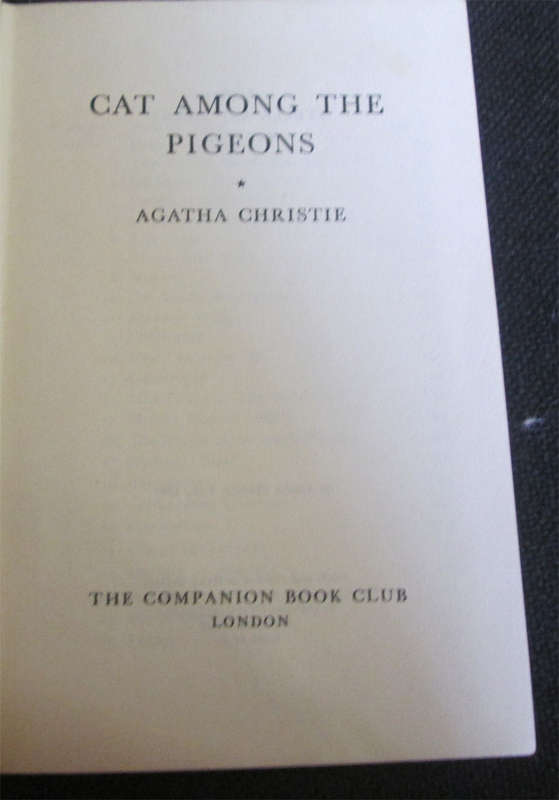 CAT AMONG THE
PIGEONS
★
AGATHA CHRISTIE
THE COMPANION BOOK CLUB
LONDON